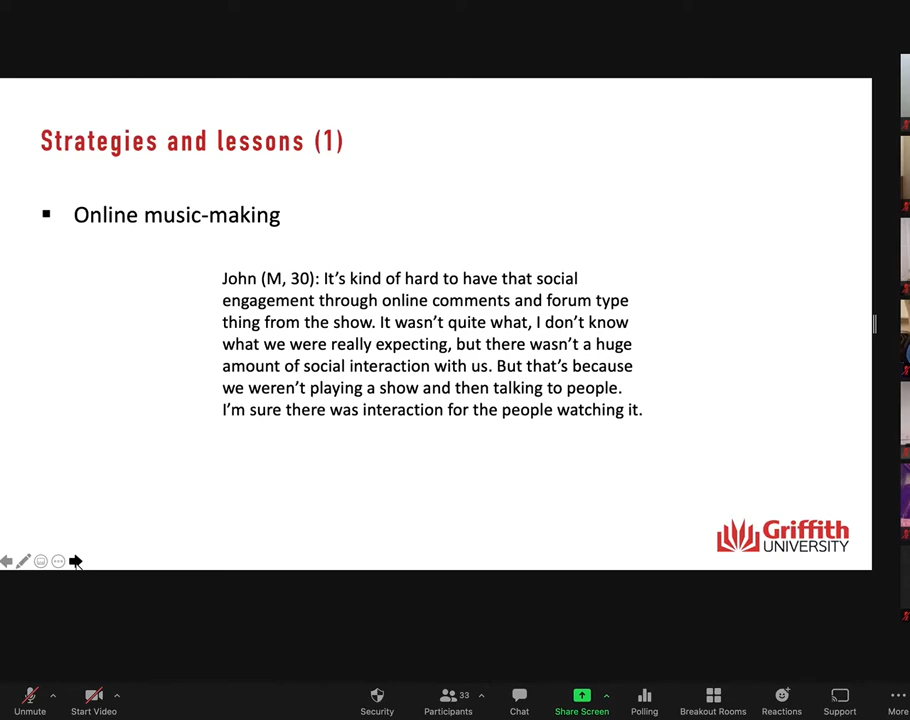 Strategies and lessons (1)
▪ Online music-making
John (M, 30): It's kind of hard to have that social
engagement through online comments and forum type
thing from the show. It wasn't quite what, I don't know
what we were really expecting, but there wasn't a huge
amount of social interaction with us. But that's because
we weren't playing a show and then talking to people.
I'm sure there was interaction for the people watching it.
Griffith
UNIVERSITY
33
Unmute
Start Video
Security
Participants
Chat
Share Screen
Polling
Breakout Rooms
Reactions
Support
More